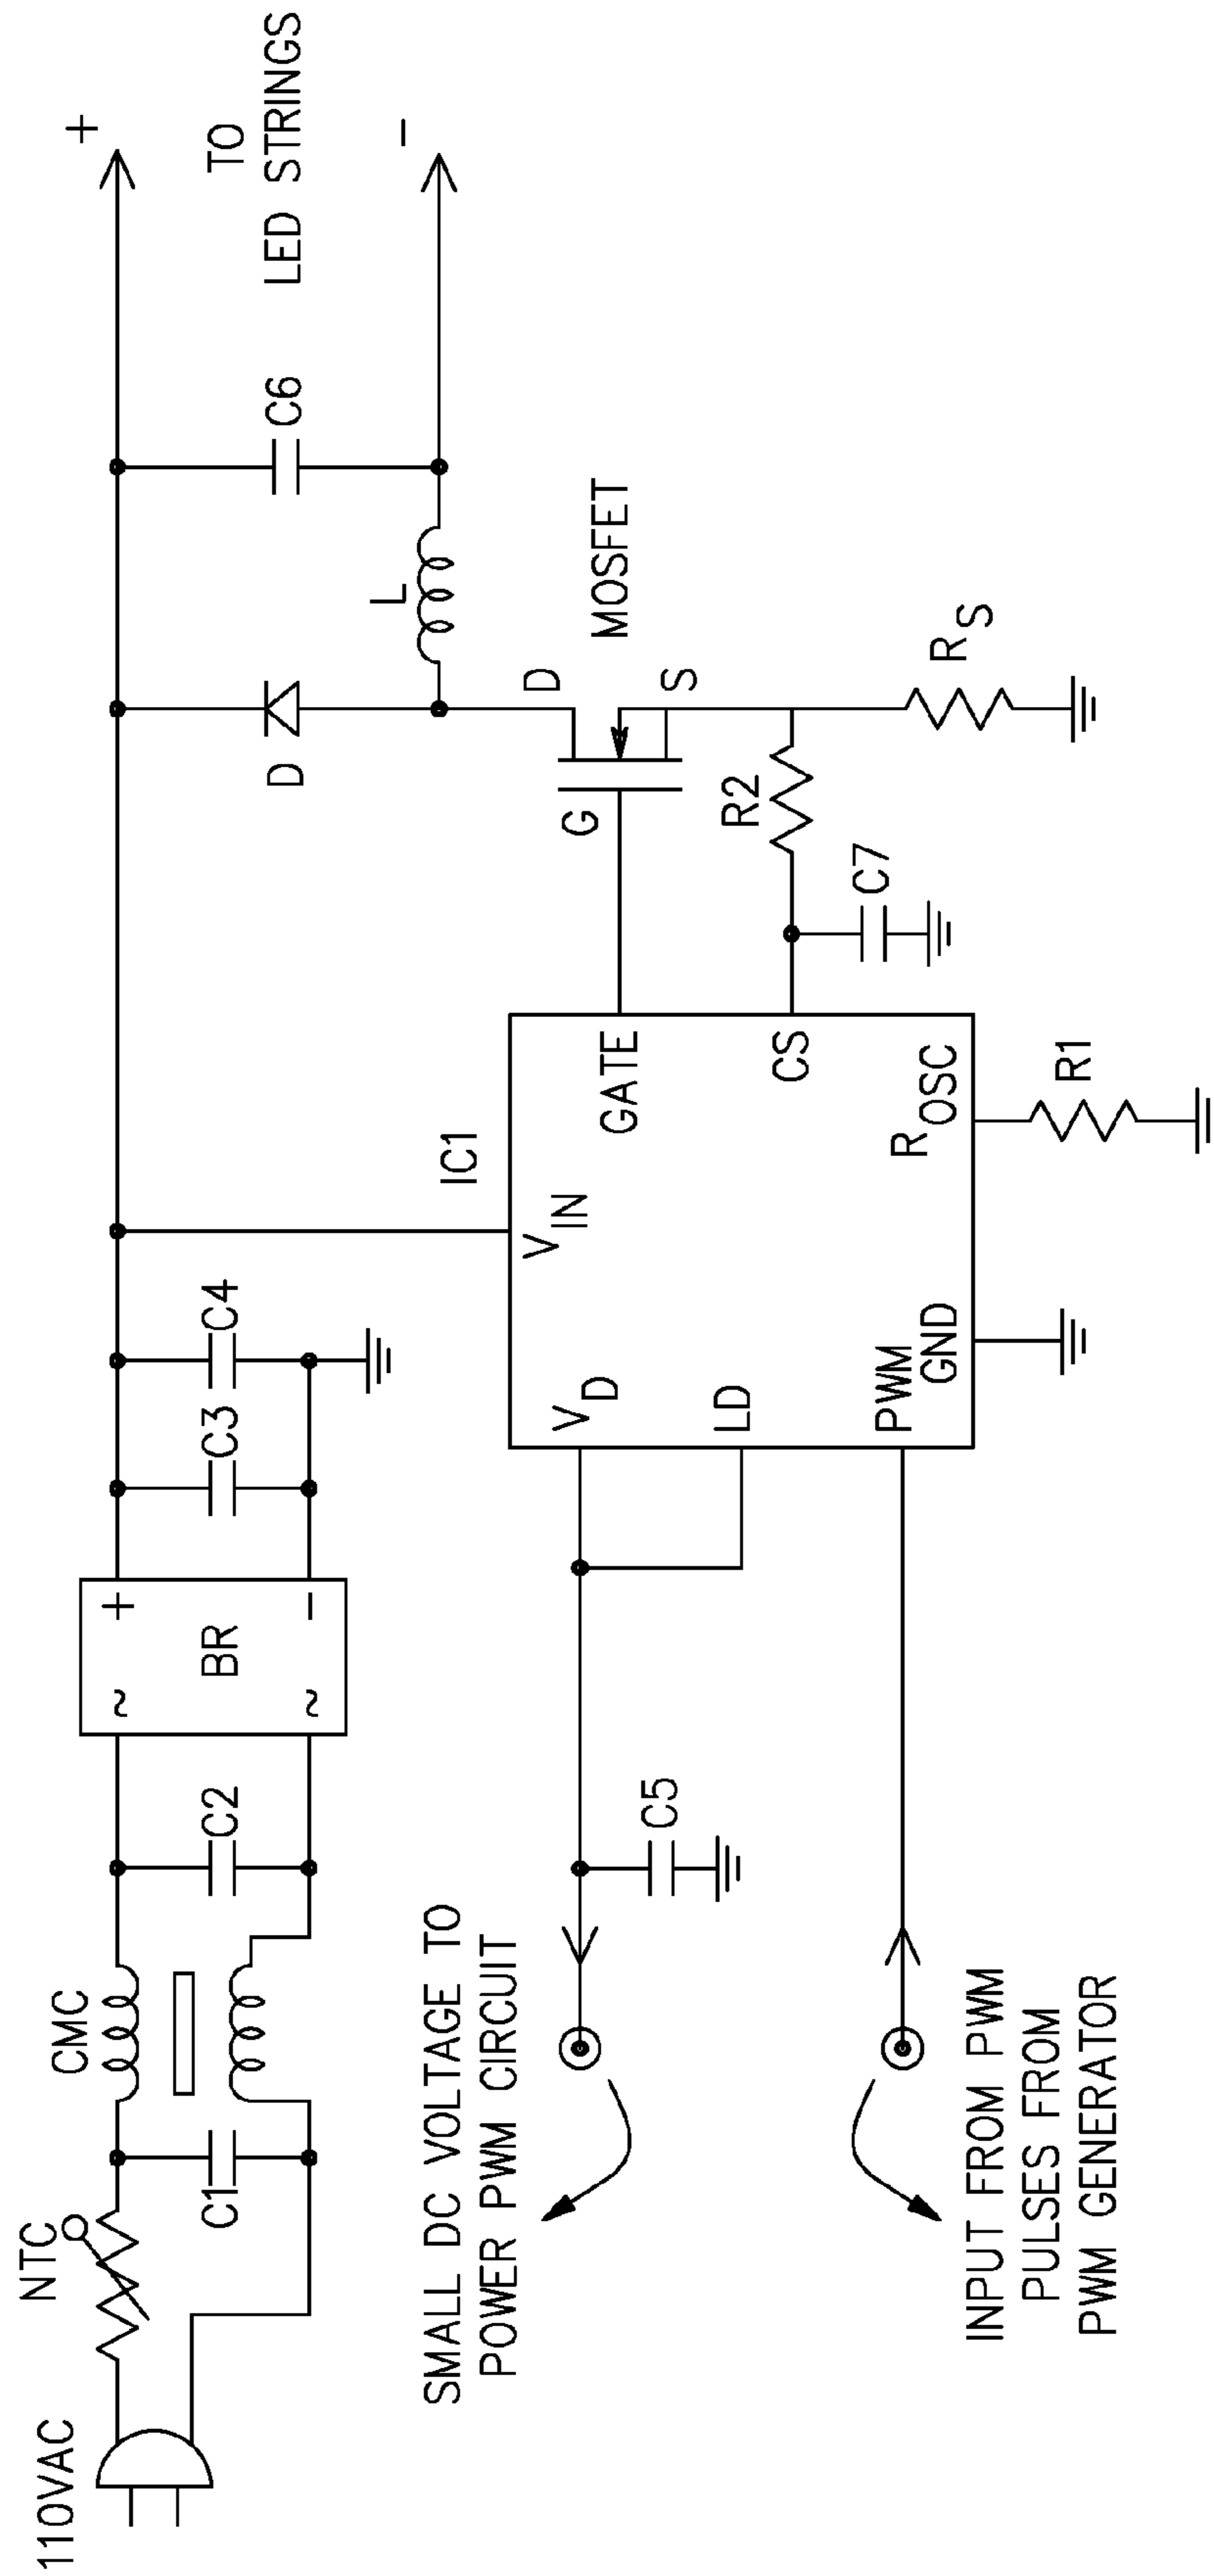 110VAC
NTC
C1
CMC
C2
~
~
BR
+
-
C3
C4
D
L
C6
+
TO
LED STRINGS
-
SMALL DC VOLTAGE TO
POWER PWM CIRCUIT
C5
INPUT FROM PWM
PULSES FROM
PWM GENERATOR
IC1
VIN
VD
LD
PWM
GND
GATE
CS
ROSC
R1
G
D
S
MOSFET
R2
C7
RS